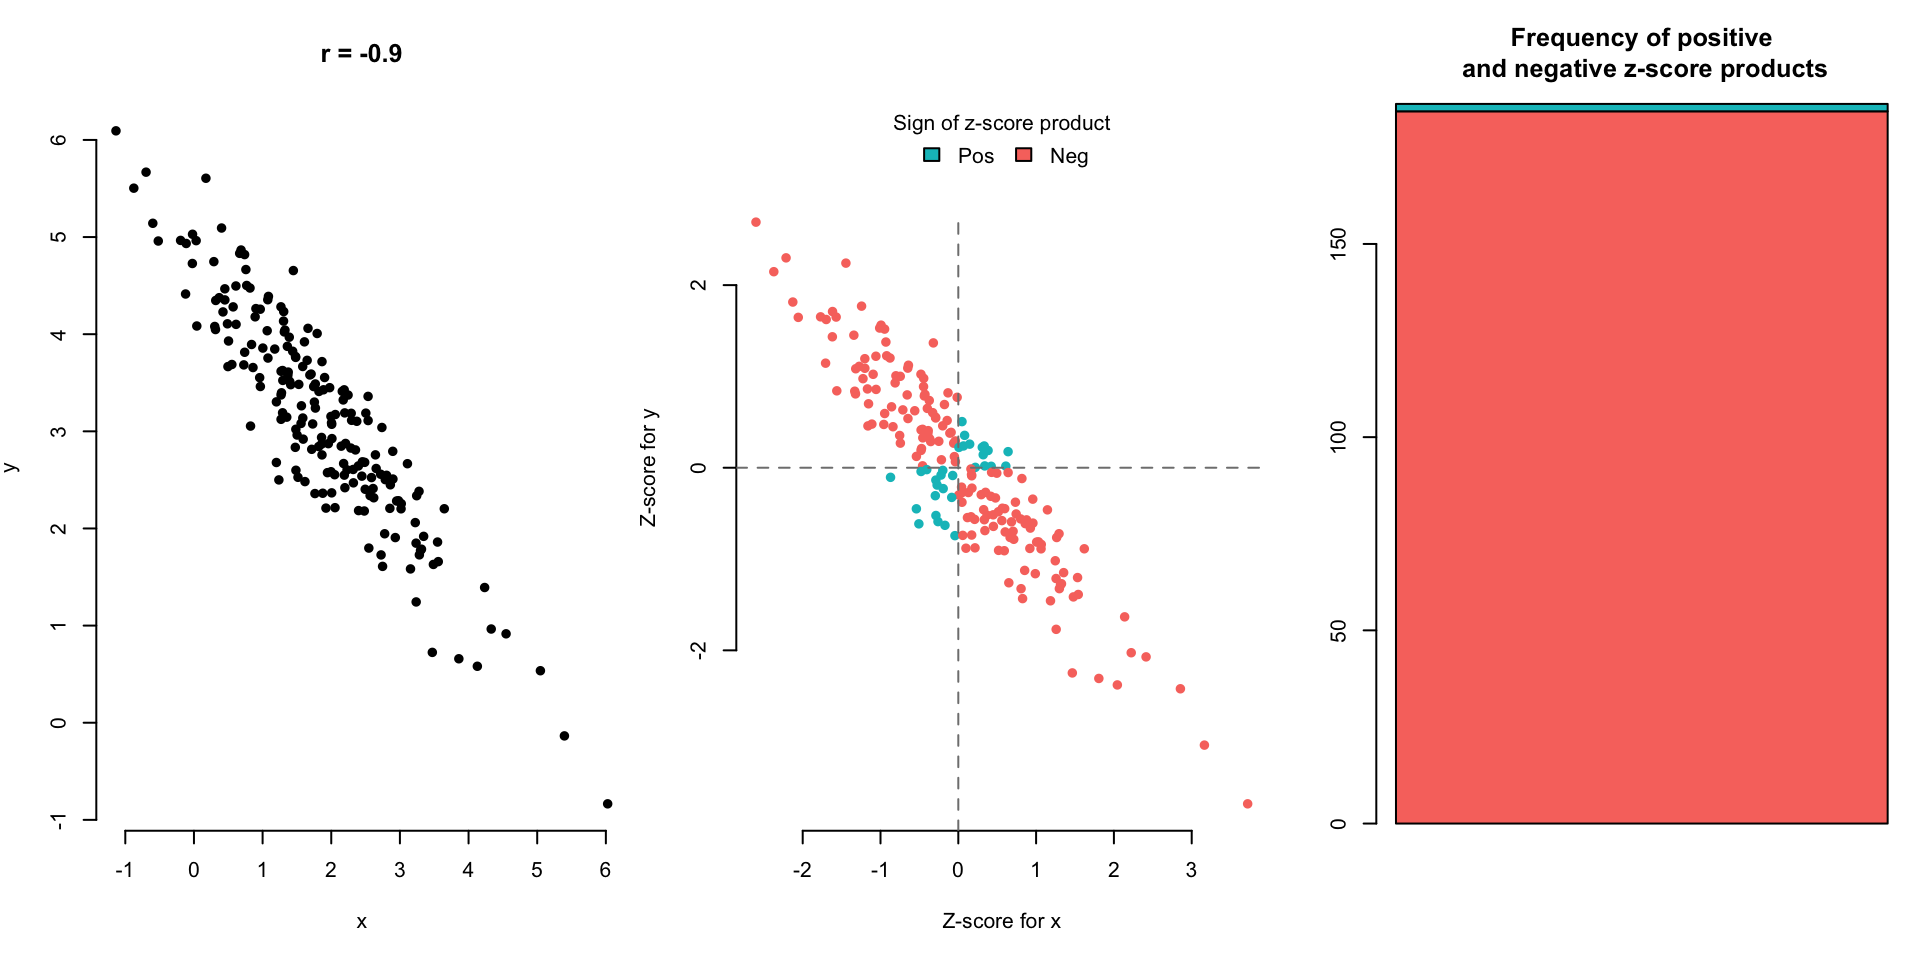 r = -0.9
6
5
4
3
2
1
0
-1
y
-1 0 1 2 3 4 5 6
x
Sign of z-score product
Pos Neg
2
0
-2
Z-score for y
-2 -1 0 1 2 3
Z-score for x
Frequency of positive
and negative z-score products
150
100
50
0